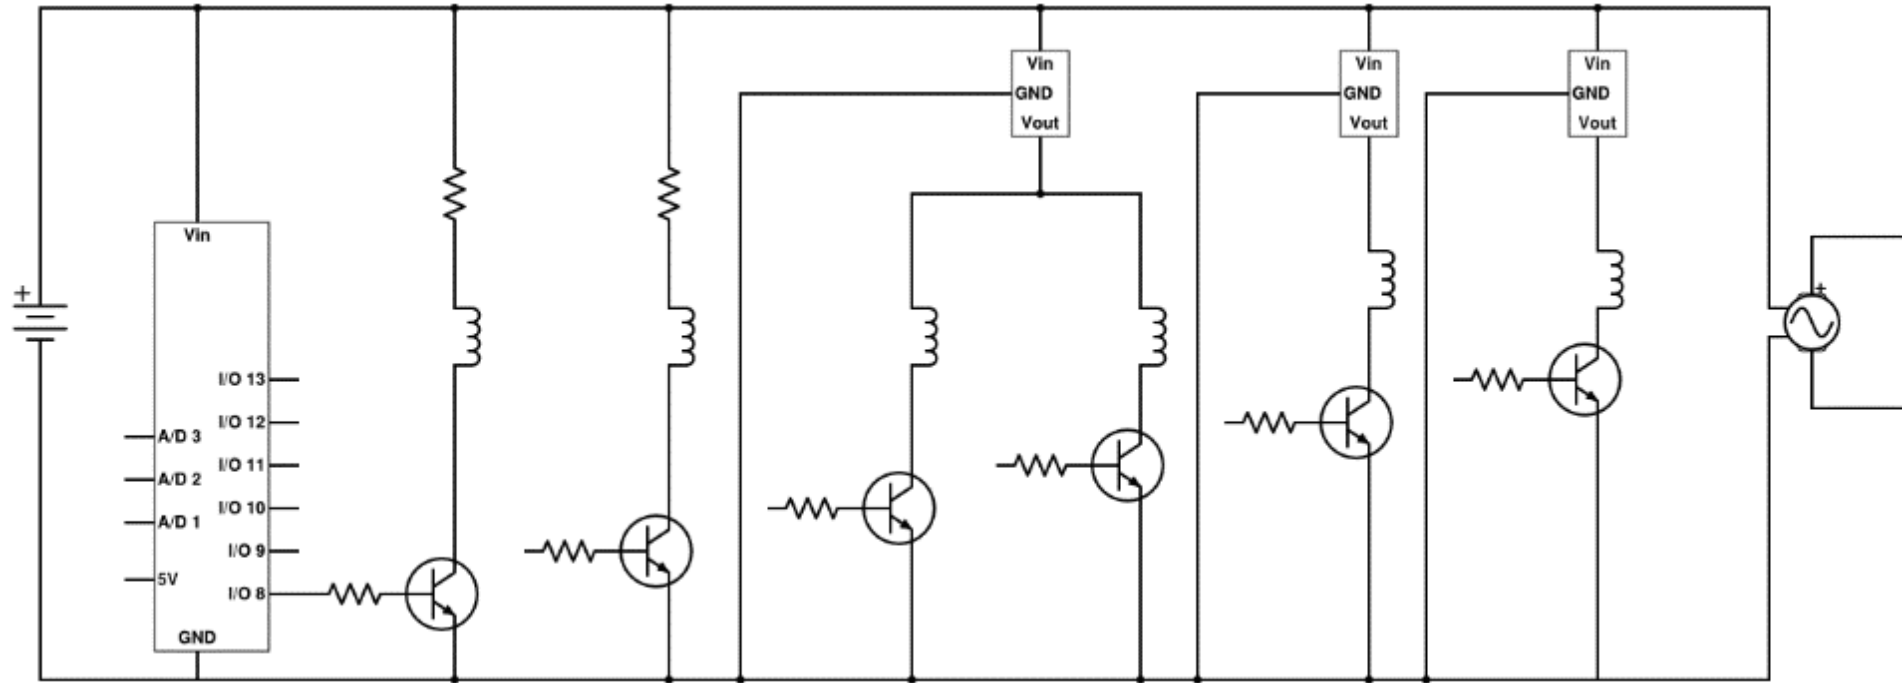 Vin
GND
Vout
Vin
GND
Vout
Vin
GND
Vout
Vin
+
+
I/O 13
I/O 12
A/D 3
I/O 11
A/D 2
I/O 10
A/D 1
I/O 9
5V
I/O 8
GND